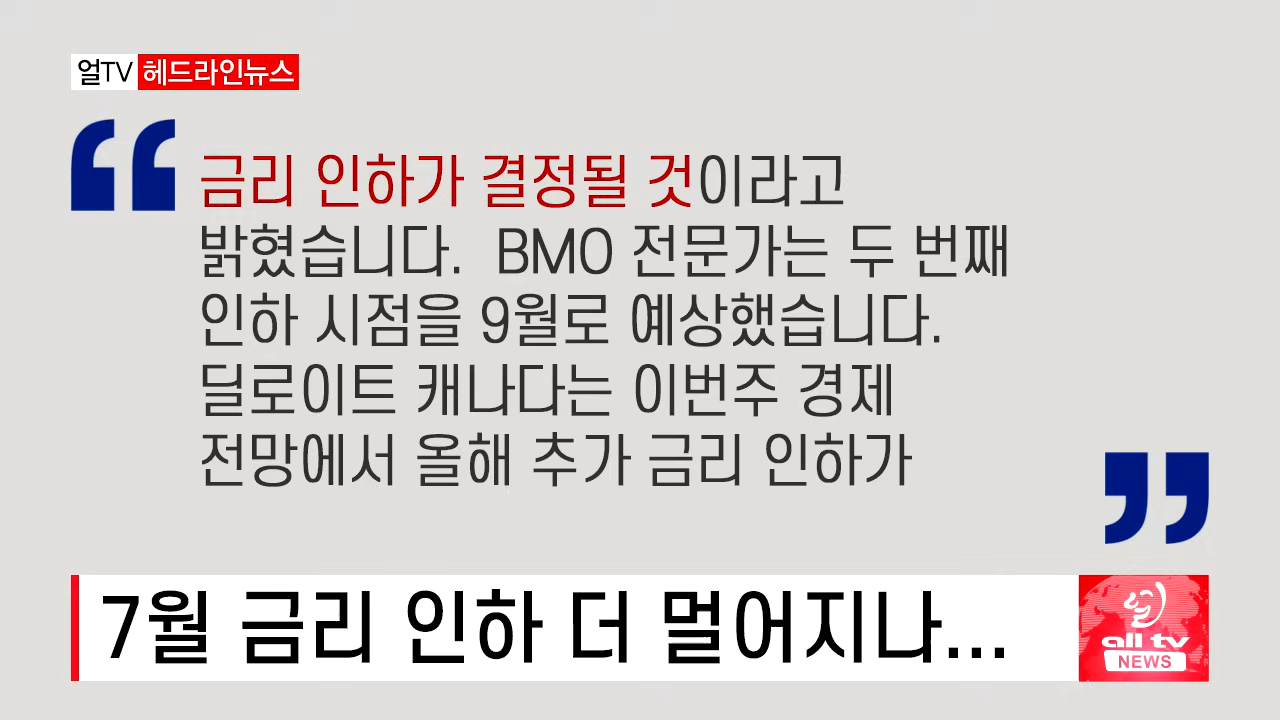 얼TV 헤드라인뉴스
“
금리 인하가 결정될 것이라고
밝혔습니다. BMO 전문가는 두 번째
인하 시점을 9월로 예상했습니다.
딜로이트 캐나다는 이번주 경제
전망에서 올해 추가 금리 인하가
”
7월 금리 인하 더 멀어지나...
얼
all tv
NEWS